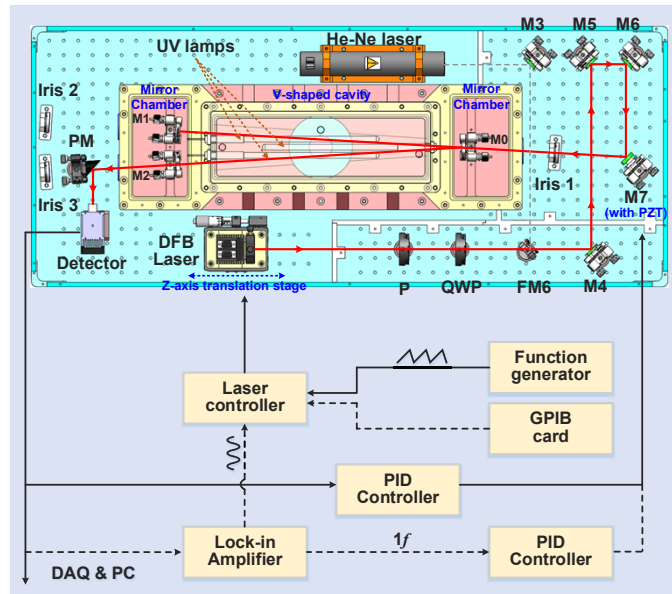 He-Ne laser
M3
M5
M6
UV lamps
Iris 2
Mirror
Chamber
V-shaped cavity
Mirror
Chamber
M1
PM
M0
M2
Iris 1
Iris 3
M7
(with PZT)
DFB
Laser
Detector
Z-axis translation stage
P
QWP
FM6
M4
Laser
controller
Function
generator
GPIB
card
PID
Controller
Lock-in
Amplifier
1f
PID
Controller
DAQ & PC